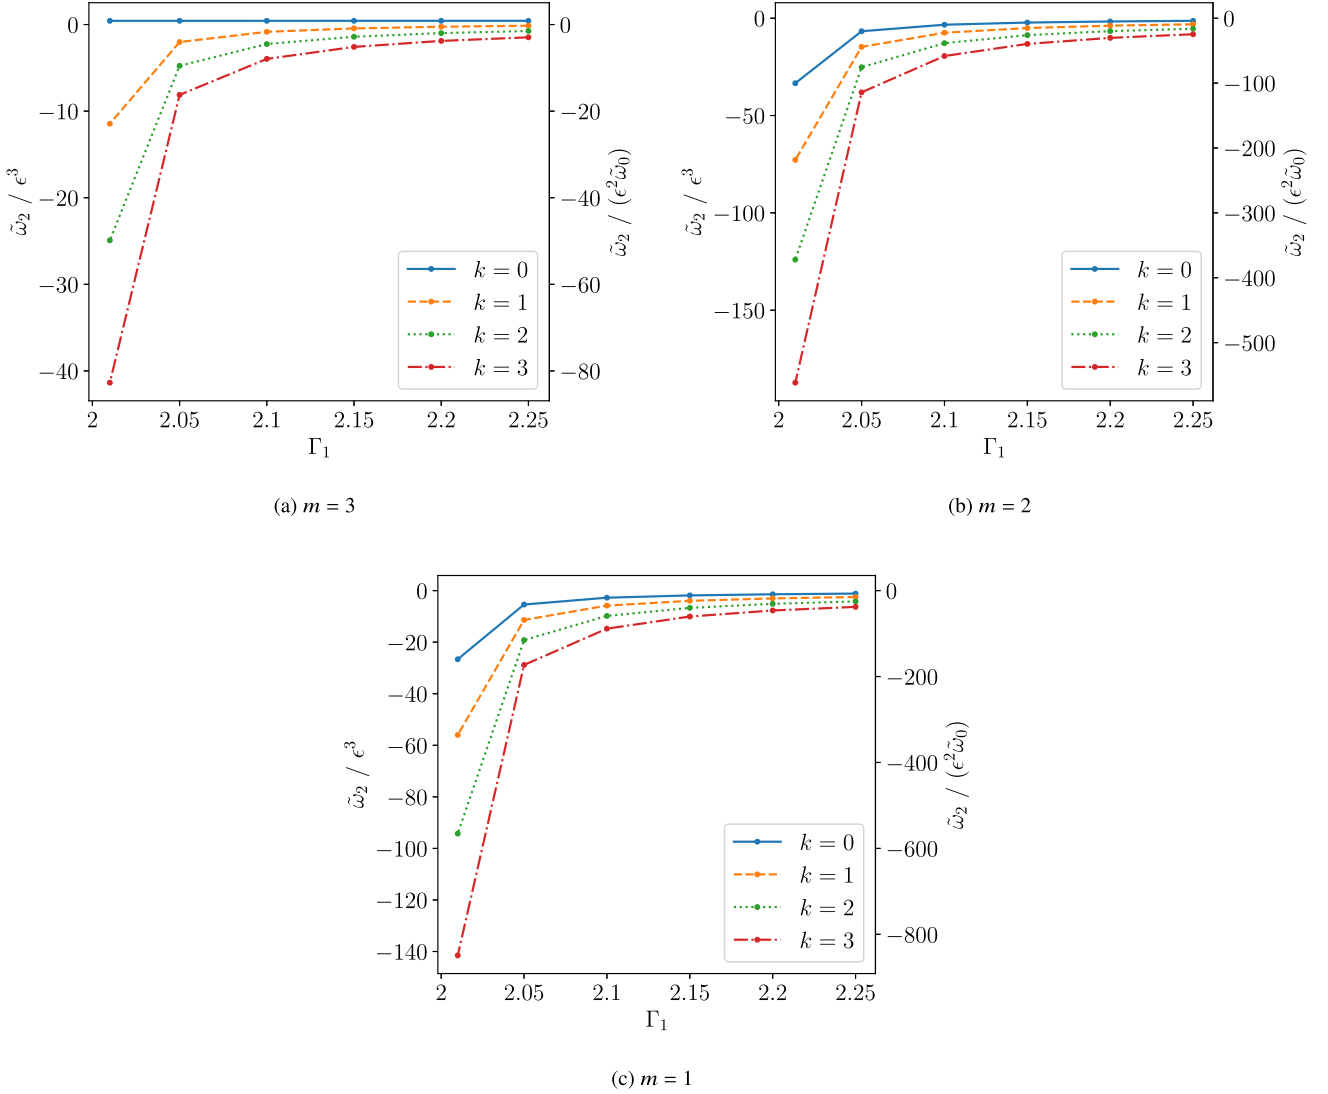 0
−10
−20
−30
−40
ω̃₂ / ϵ³
2 2.05 2.1 2.15 2.2 2.25
Γ₁
0
−20
−40
−60
−80
ω̃₂ / (ϵ²ω̃₀)
k = 0
k = 1
k = 2
k = 3
(a) m = 3
0
−50
−100
−150
ω̃₂ / ϵ³
2 2.05 2.1 2.15 2.2 2.25
Γ₁
0
−100
−200
−300
−400
−500
ω̃₂ / (ϵ²ω̃₀)
k = 0
k = 1
k = 2
k = 3
(b) m = 2
0
−20
−40
−60
−80
−100
−120
−140
ω̃₂ / ϵ³
2 2.05 2.1 2.15 2.2 2.25
Γ₁
0
−200
−400
−600
−800
ω̃₂ / (ϵ²ω̃₀)
k = 0
k = 1
k = 2
k = 3
(c) m = 1